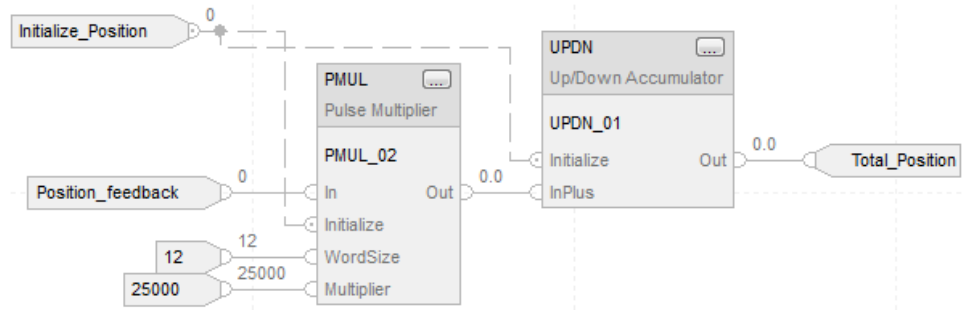 0
Initialize_Position
UPDN ...
Up/Down Accumulator
PMUL ...
Pulse Multiplier
UPDN_01
PMUL_02
Initialize Out 0.0 Total_Position
Position_feedback 0 In Out 0.0 InPlus
Initialize
12 12 WordSize
25000 25000 Multiplier